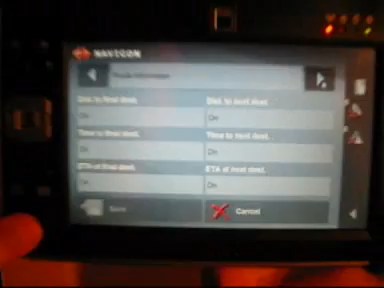 NAVIGON
Route information
Dist. to final dest.
Dist. to next dest.
On
On
Time to final dest.
Time to next dest.
On
On
ETA at final dest.
ETA at next dest.
On
On
Save
Cancel